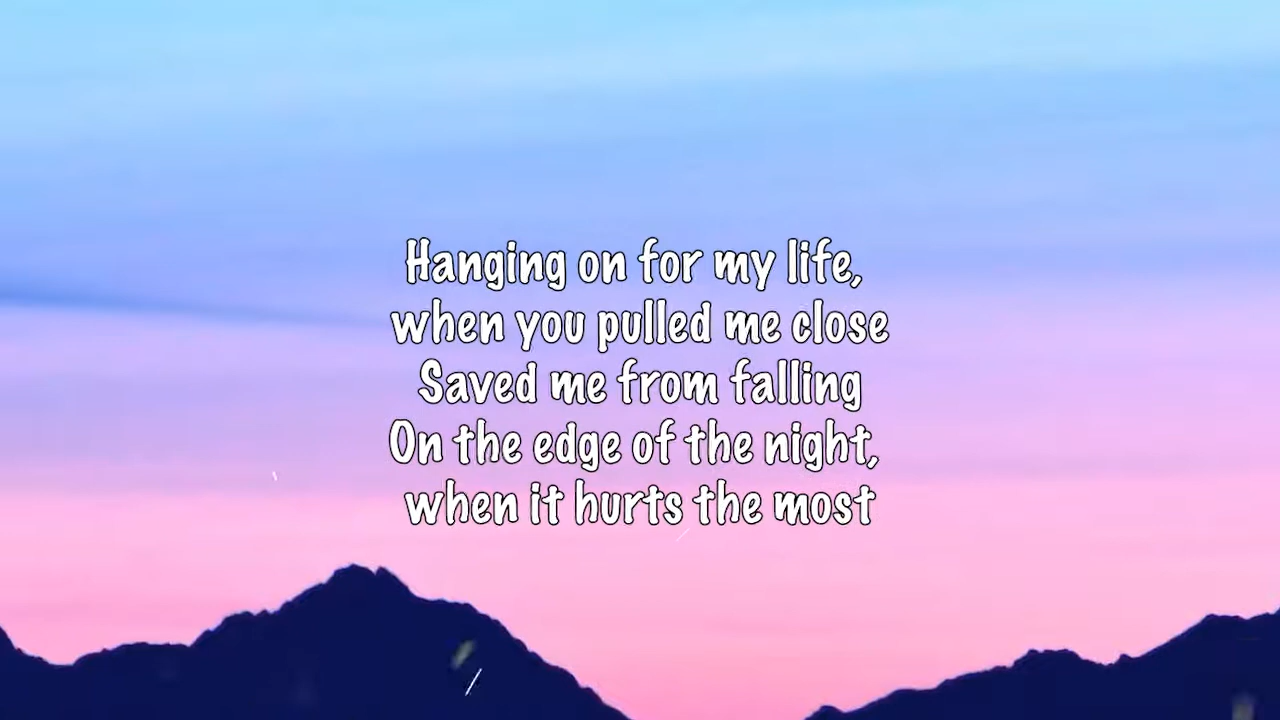 Hanging on for my life,
when you pulled me close
Saved me from falling
On the edge of the night,
when it hurts the most